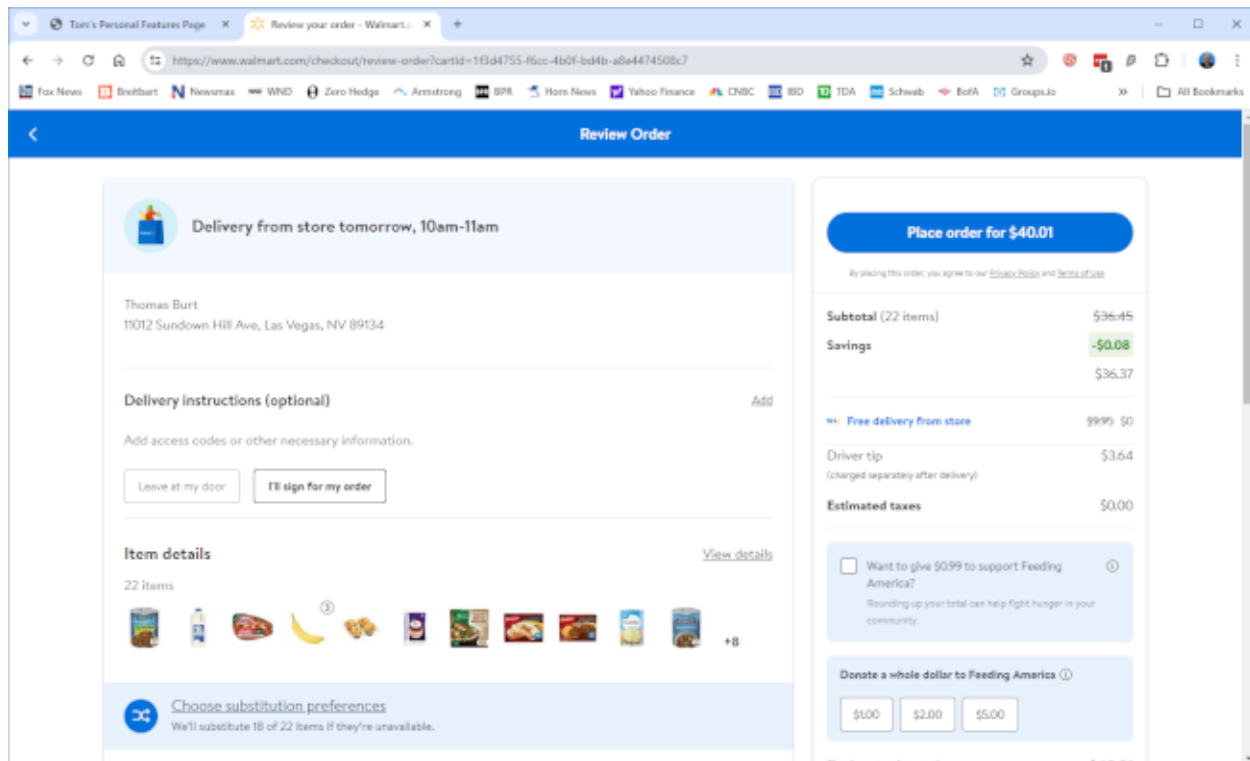 Tom's Personal Features Page
Review your order - Walmart.c
https://www.walmart.com/checkout/review-order?cartId=1f3d4755-f6cc-4b0f-bd4b-a8e4474508c7
Fox News Breitbart Newsmax WND Zero Hedge Armstrong BPR Horn News Yahoo Finance CNBC IBD TDA Schwab BofA Groups.io » All Bookmarks
Review Order
Delivery from store tomorrow, 10am-11am
Thomas Burt
11012 Sundown Hill Ave, Las Vegas, NV 89134
Delivery instructions (optional) Add
Add access codes or other necessary information.
Leave at my door I'll sign for my order
Item details View details
22 items
3
+8
Choose substitution preferences
We'll substitute 18 of 22 items if they're unavailable.
Place order for $40.01
By placing this order, you agree to our Privacy Policy and Terms of Use
Subtotal (22 items) $36.45
Savings -$0.08
$36.37
Free delivery from store $9.95 $0
Driver tip $3.64
(charged separately after delivery)
Estimated taxes $0.00
Want to give $0.99 to support Feeding
America?
Rounding up your total can help fight hunger in your
community.
Donate a whole dollar to Feeding America
$1.00 $2.00 $5.00